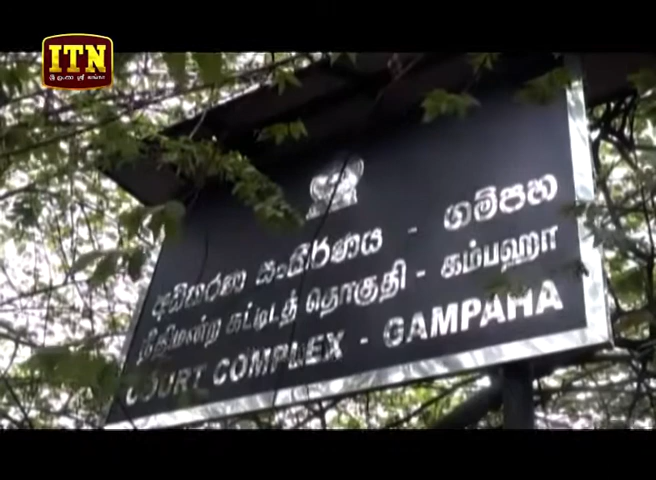 ITN
අධිකරණ සංකීර්ණය - ගම්පහ
நீதிமன்ற கட்டிடத் தொகுதி - கம்பஹா
COURT COMPLEX - GAMPAHA